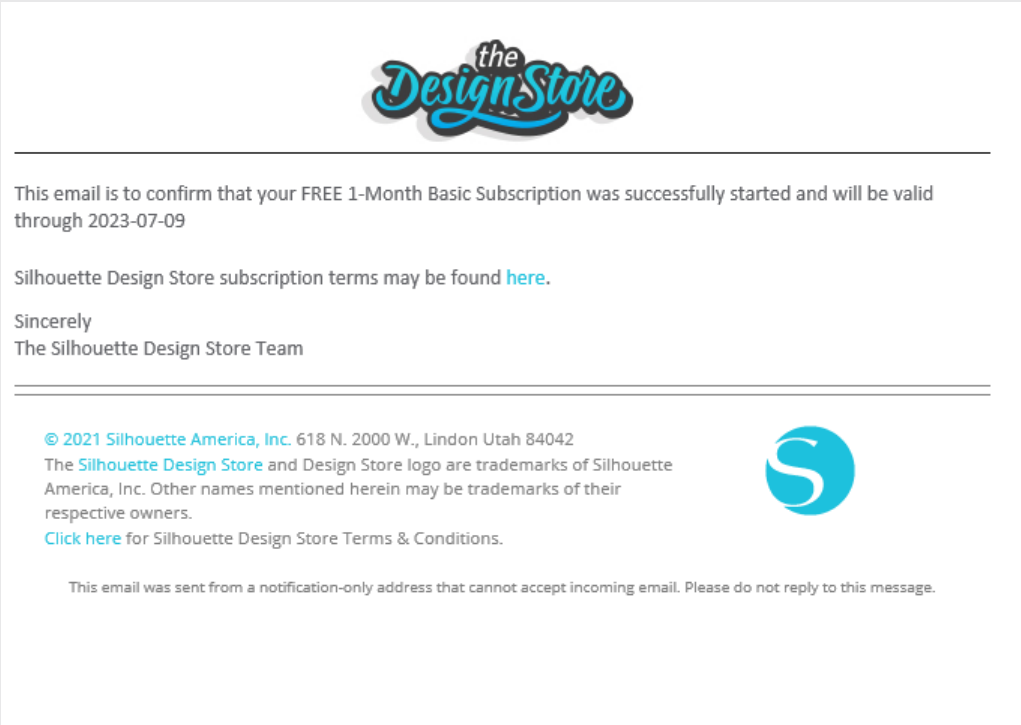 the
Design Store
This email is to confirm that your FREE 1-Month Basic Subscription was successfully started and will be valid
through 2023-07-09
Silhouette Design Store subscription terms may be found here.
Sincerely
The Silhouette Design Store Team
© 2021 Silhouette America, Inc. 618 N. 2000 W., Lindon Utah 84042
The Silhouette Design Store and Design Store logo are trademarks of Silhouette
America, Inc. Other names mentioned herein may be trademarks of their
respective owners.
Click here for Silhouette Design Store Terms & Conditions.
S
This email was sent from a notification-only address that cannot accept incoming email. Please do not reply to this message.